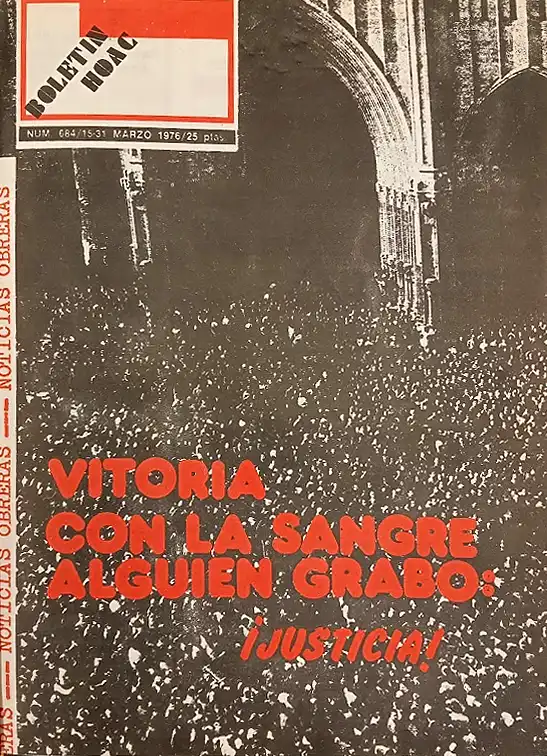 BOLETIN
HOAC
NUM. 684/15-31 MARZO 1976/25 ptas.
VITORIA
CON LA SANGRE
ALGUIEN GRABO:
¡JUSTICIA!
ERAS — NOTICIAS OBRERAS — NOTICIAS OBRERAS